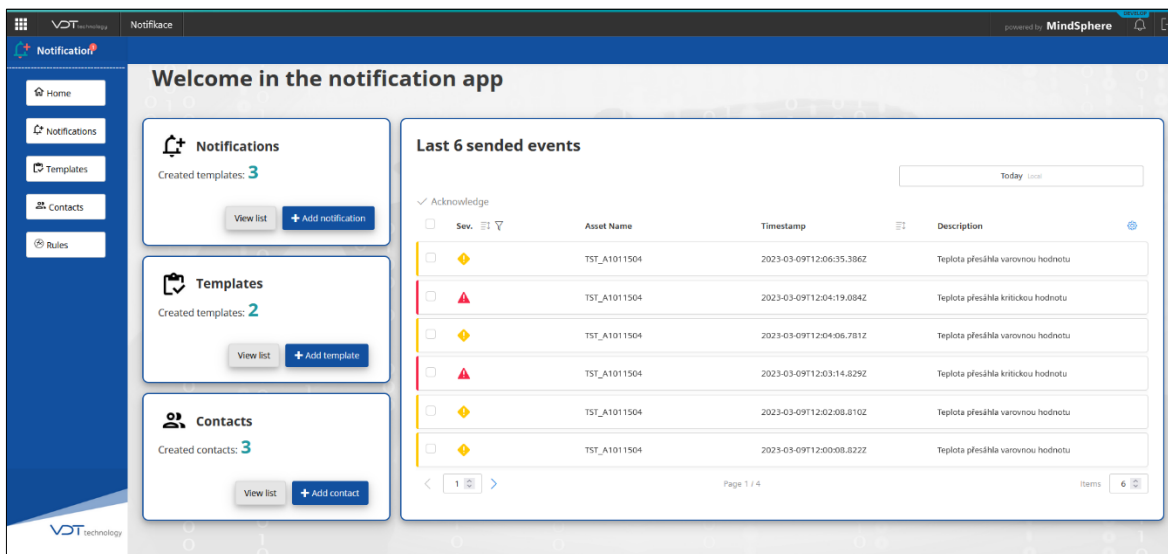 VDT technology Notifikace powered by MindSphere
Notification
Welcome in the notification app
Home
Notifications
Templates
Contacts
Rules
Notifications
Created templates: 3
View list + Add notification
Templates
Created templates: 2
View list + Add template
Contacts
Created contacts: 3
View list + Add contact
Last 6 sended events
Today Local
Acknowledge
Sev. Asset Name Timestamp Description
TST_A1011504 2023-03-09T12:06:35.386Z Teplota přesáhla varovnou hodnotu
TST_A1011504 2023-03-09T12:04:19.084Z Teplota přesáhla kritickou hodnotu
TST_A1011504 2023-03-09T12:04:06.781Z Teplota přesáhla varovnou hodnotu
TST_A1011504 2023-03-09T12:03:14.829Z Teplota přesáhla kritickou hodnotu
TST_A1011504 2023-03-09T12:02:08.810Z Teplota přesáhla varovnou hodnotu
TST_A1011504 2023-03-09T12:00:08.822Z Teplota přesáhla varovnou hodnotu
1 Page 1 / 4 Items 6
VDT technology